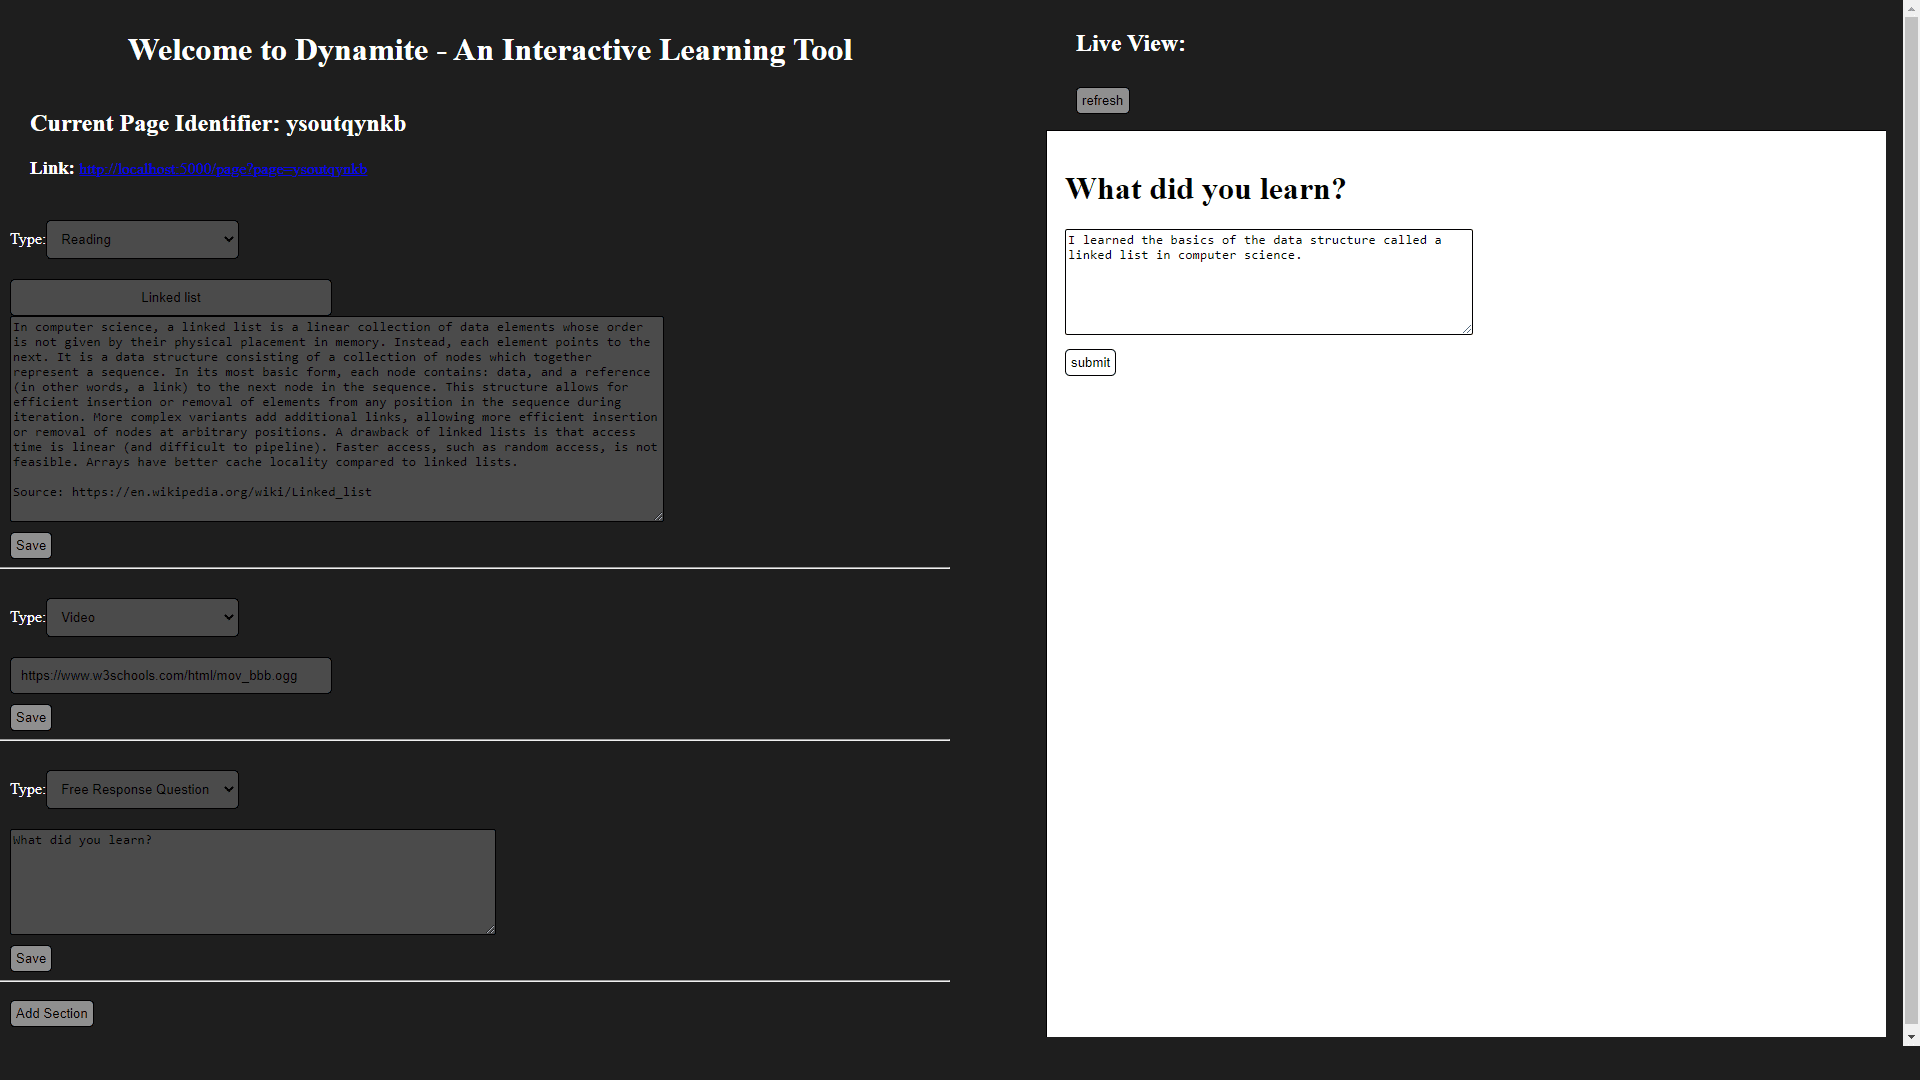 Welcome to Dynamite - An Interactive Learning Tool
Current Page Identifier: ysoutqynkb
Link: http://localhost:3000/page/?page=ysoutqynkb
Type: Reading
Linked list
In computer science, a linked list is a linear collection of data elements whose order
is not given by their physical placement in memory. Instead, each element points to the
next. It is a data structure consisting of a collection of nodes which together
represent a sequence. In its most basic form, each node contains: data, and a reference
(in other words, a link) to the next node in the sequence. This structure allows for
efficient insertion or removal of elements from any position in the sequence during
iteration. More complex variants add additional links, allowing more efficient insertion
or removal of nodes at arbitrary positions. A drawback of linked lists is that access
time is linear (and difficult to pipeline). Faster access, such as random access, is not
feasible. Arrays have better cache locality compared to linked lists.
Source: https://en.wikipedia.org/wiki/Linked_list
Save
Type: Video
https://www.w3schools.com/html/mov_bbb.ogg
Save
Type: Free Response Question
What did you learn?
Save
Add Section
Live View:
refresh
What did you learn?
I learned the basics of the data structure called a
linked list in computer science.
submit